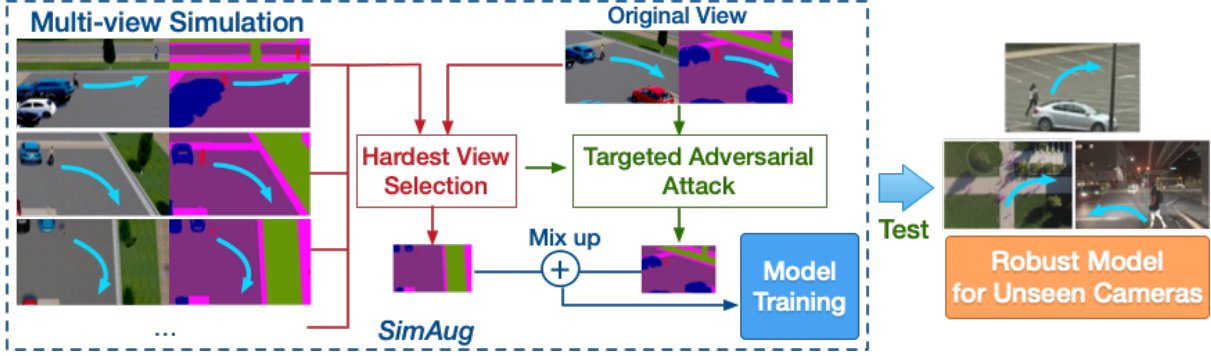 Multi-view Simulation
Original View
Hardest View
Selection
Targeted Adversarial
Attack
Mix up
+
Model
Training
...
SimAug
Test
Robust Model
for Unseen Cameras